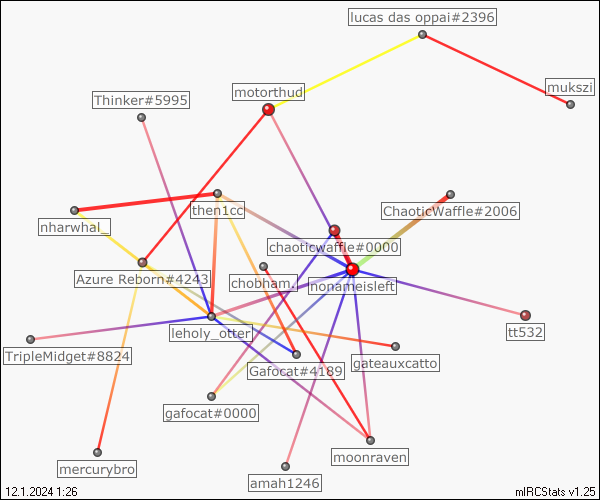 lucas das oppai#2396
mukszi
motorthud
Thinker#5995
then1cc
ChaoticWaffle#2006
nharwhal_
chaoticwaffle#0000
Azure Reborn#4243
chobham.
nonameisleft
leholy_otter
tt532
TripleMidget#8824
Gafocat#4189
gateauxcatto
gafocat#0000
moonraven
mercurybro
amah1246
12.1.2024 1:26
mIRCStats v1.25